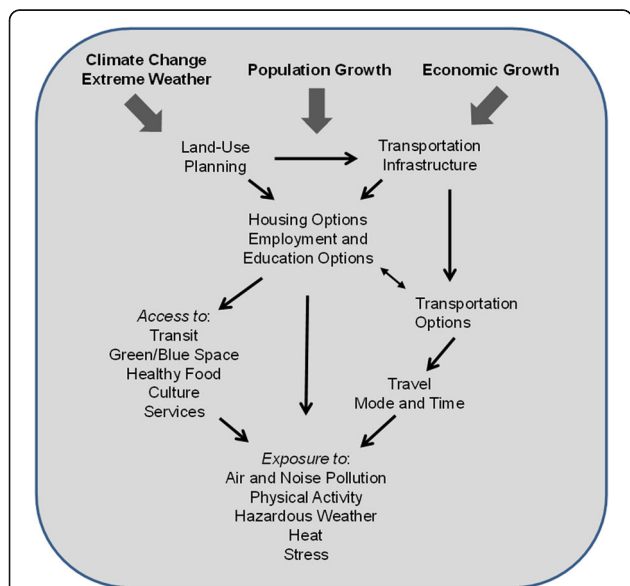 Climate Change
Extreme Weather
Population Growth
Economic Growth
Land-Use
Planning
Transportation
Infrastructure
Housing Options
Employment and
Education Options
Access to:
Transit
Green/Blue Space
Healthy Food
Culture
Services
Transportation
Options
Travel
Mode and Time
Exposure to:
Air and Noise Pollution
Physical Activity
Hazardous Weather
Heat
Stress